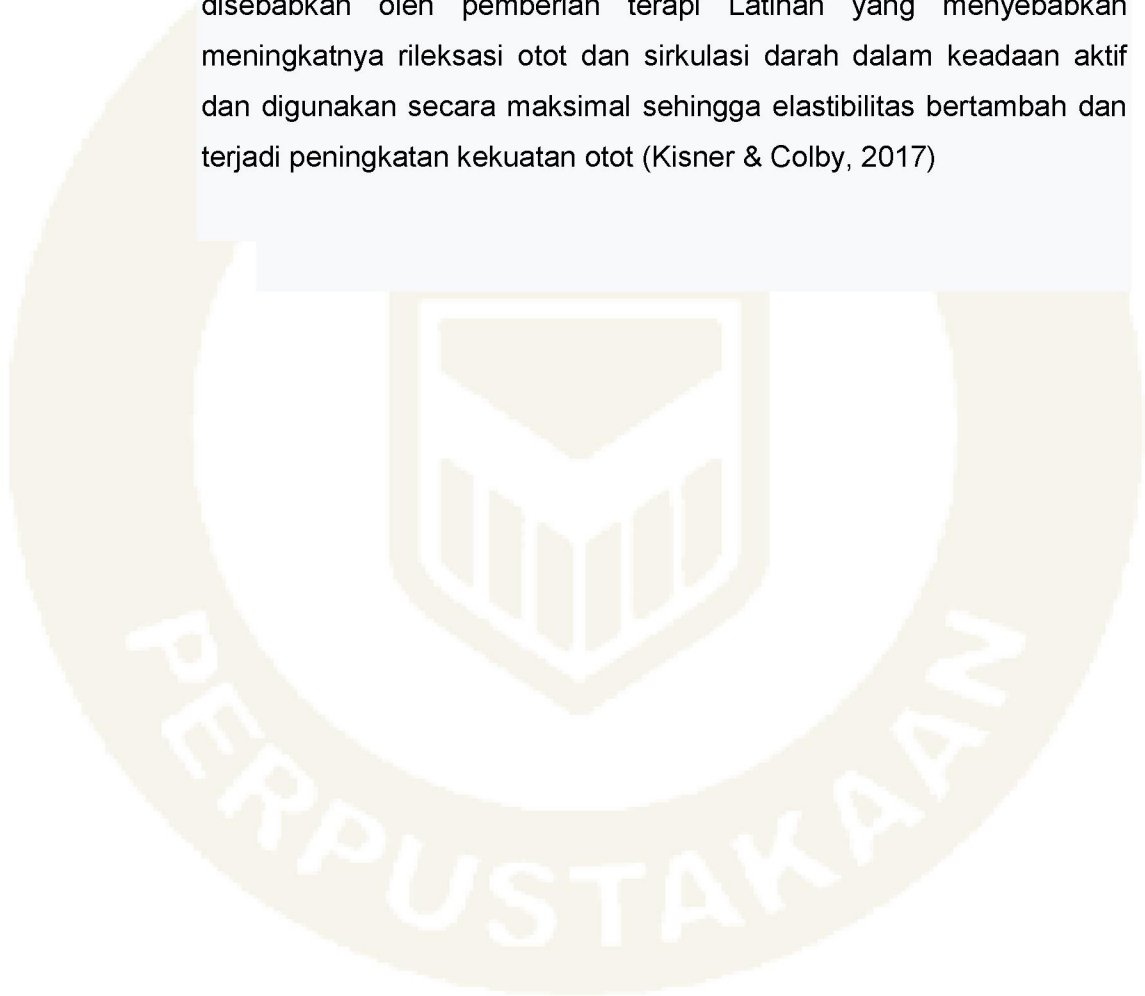 disebabkan oleh pemberian terapi Latihan yang menyebabkan
meningkatnya rileksasi otot dan sirkulasi darah dalam keadaan aktif
dan digunakan secara maksimal sehingga elastibilitas bertambah dan
terjadi peningkatan kekuatan otot (Kisner & Colby, 2017)
PERPUSTAKAAN